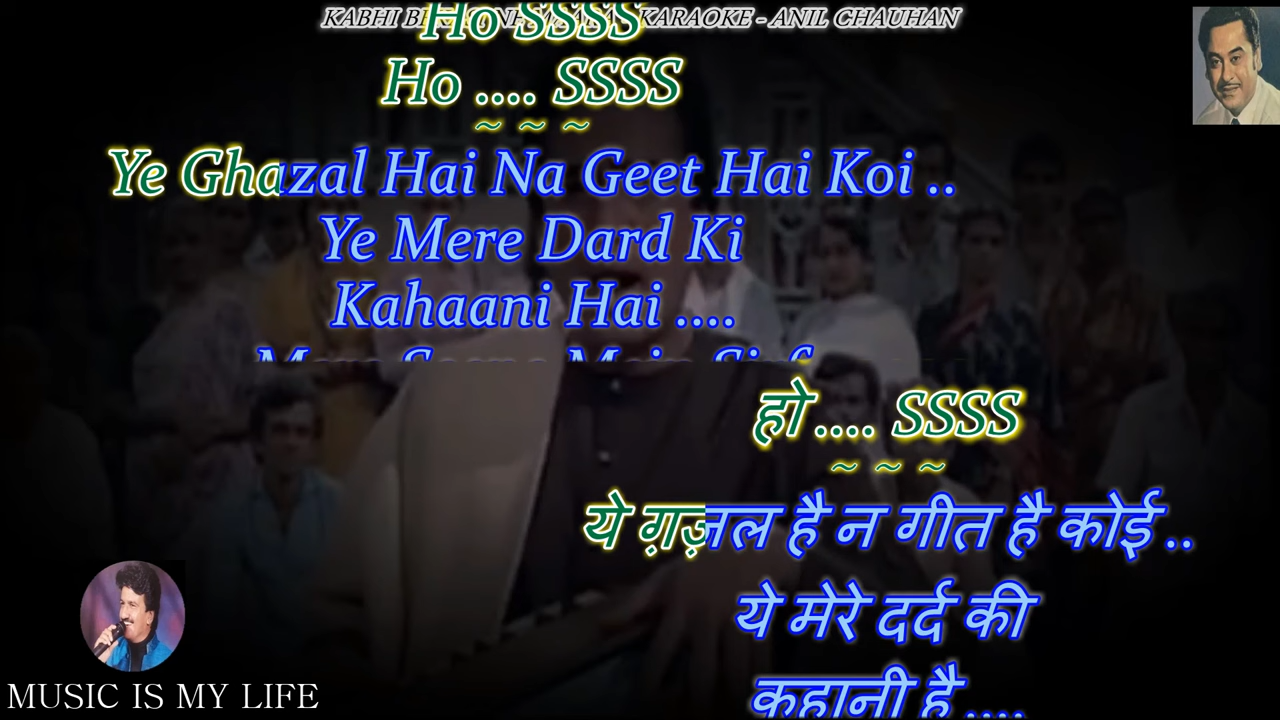 KARAOKE - ANIL CHAUHAN
Ho SSSS
Ho .... SSSS
~ ~ ~
Ye Ghazal Hai Na Geet Hai Koi ..
Ye Mere Dard Ki
Kahaani Hai ....
हो .... SSSS
~ ~ ~
ये ग़ज़ल है न गीत है कोई ..
ये मेरे दर्द की
कहानी है ....
MUSIC IS MY LIFE